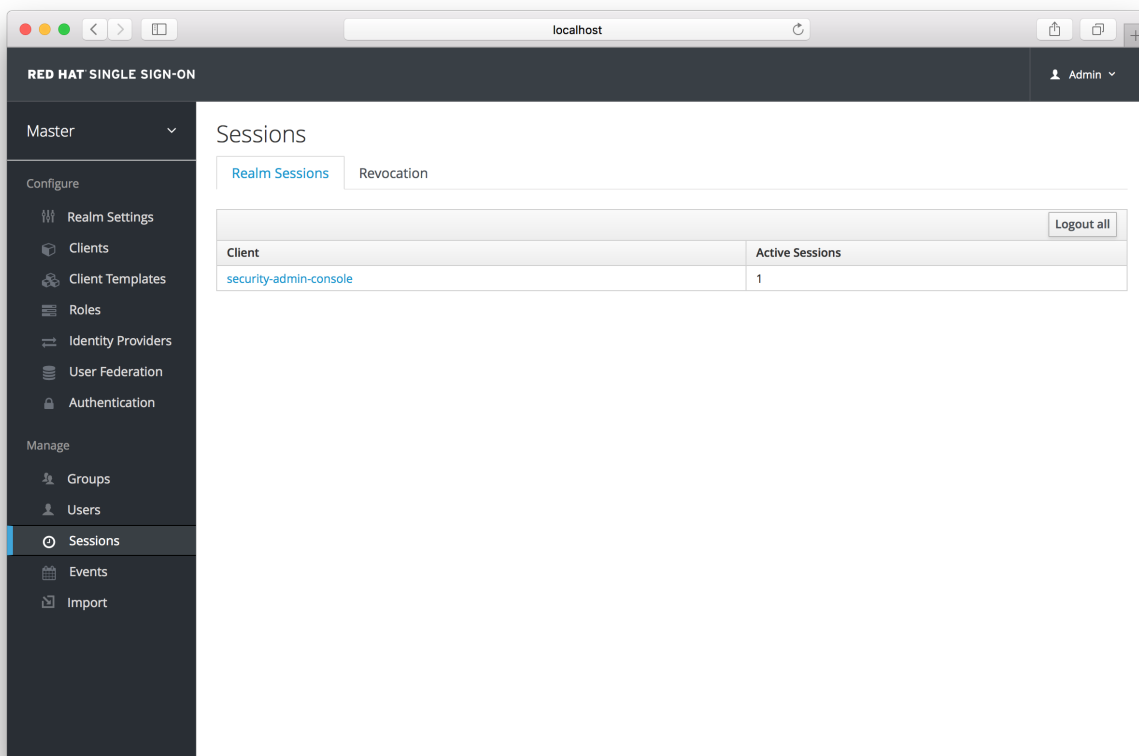 localhost
RED HAT SINGLE SIGN-ON
Admin
Master
Configure
Realm Settings
Clients
Client Templates
Roles
Identity Providers
User Federation
Authentication
Manage
Groups
Users
Sessions
Events
Import
Sessions
Realm Sessions Revocation
Logout all
Client Active Sessions
security-admin-console 1